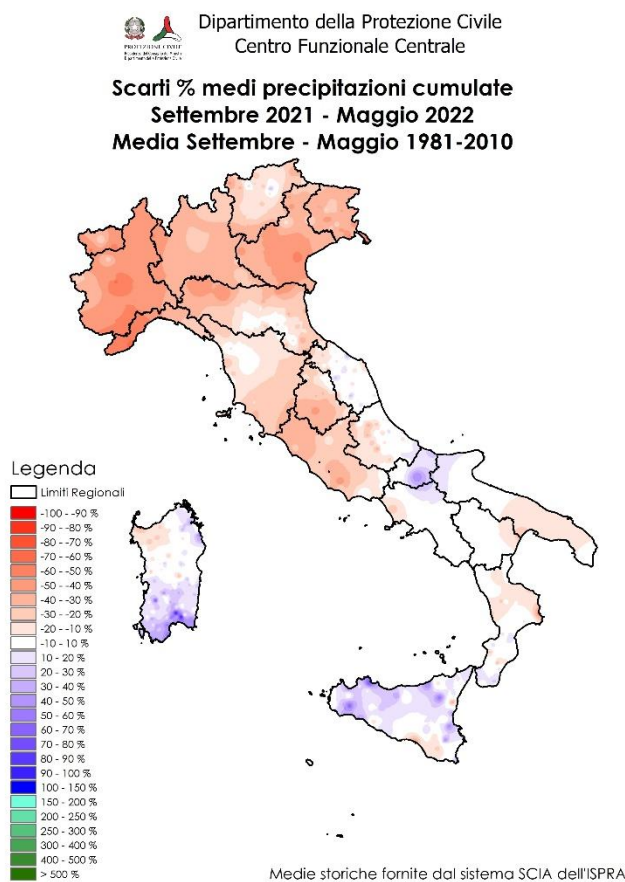 Dipartimento della Protezione Civile
Centro Funzionale Centrale
PROTEZIONE CIVILE
Scarti % medi precipitazioni cumulate
Settembre 2021 - Maggio 2022
Media Settembre - Maggio 1981-2010
Legenda
Limiti Regionali
-100 - -90 %
-90 - -80 %
-80 - -70 %
-70 - -60 %
-60 - -50 %
-50 - -40 %
-40 - -30 %
-30 - -20 %
-20 - -10 %
-10 - 10 %
10 - 20 %
20 - 30 %
30 - 40 %
40 - 50 %
50 - 60 %
60 - 70 %
70 - 80 %
80 - 90 %
90 - 100 %
100 - 150 %
150 - 200 %
200 - 250 %
250 - 300 %
300 - 400 %
400 - 500 %
> 500 %
Medie storiche fornite dal sistema SCIA dell'ISPRA